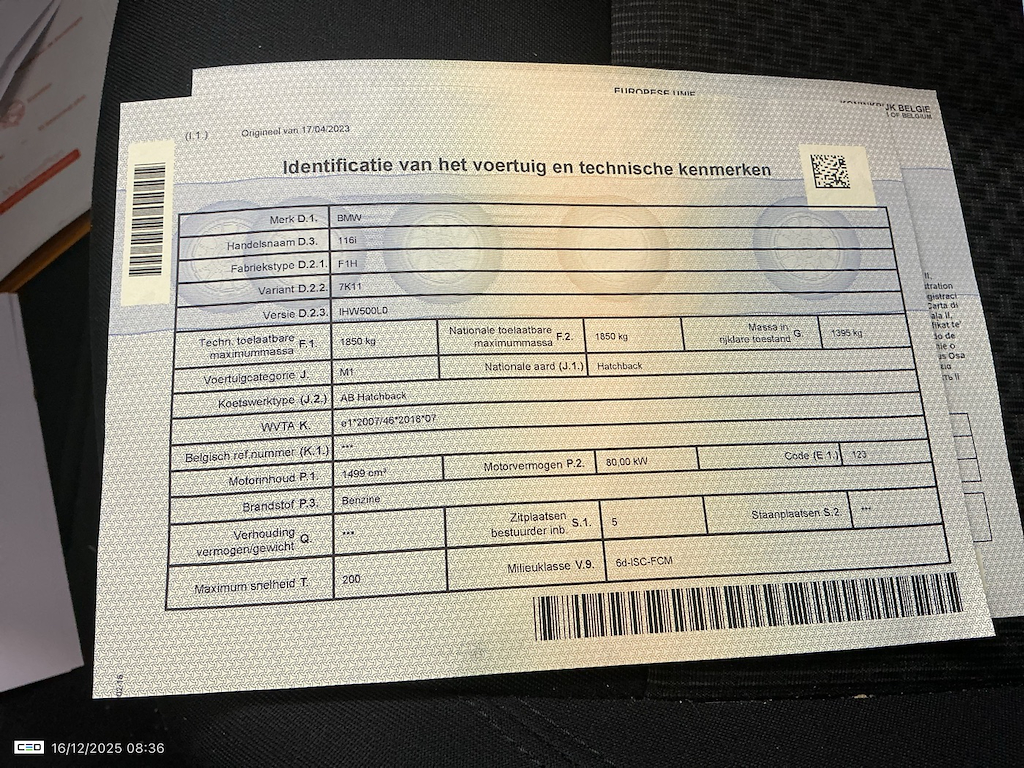 EUROPESE UNIE
KONINKRIJK BELGIE
OF BELGIUM
(I.1.) Origineel van 17/04/2023
Identificatie van het voertuig en technische kenmerken
Merk D.1. BMW
Handelsnaam D.3. 116i
Fabriekstype D.2.1. F1H
Variant D.2.2. 7K11
Versie D.2.3. IHW500L0
Techn. toelaatbare maximummassa F.1. 1850 kg Nationale toelaatbare maximummassa F.2. 1850 kg Massa in rijklare toestand G. 1395 kg
Voertuigcategorie J. M1 Nationale aard (J.1.) Hatchback
Koetswerktype (J.2.) AB Hatchback
WVTA K. e1*2007/46*2018*07
Belgisch ref.nummer (K.1.) ***
Motorinhoud P.1. 1499 cm³ Motorvermogen P.2. 80,00 kW Code (E.1.) 123
Brandstof P.3. Benzine
Verhouding vermogen/gewicht Q. *** Zitplaatsen bestuurder inb. S.1. 5 Staanplaatsen S.2 ***
Maximum snelheid T. 200 Milieuklasse V.9. 6d-ISC-FCM
CEO 16/12/2025 08:36